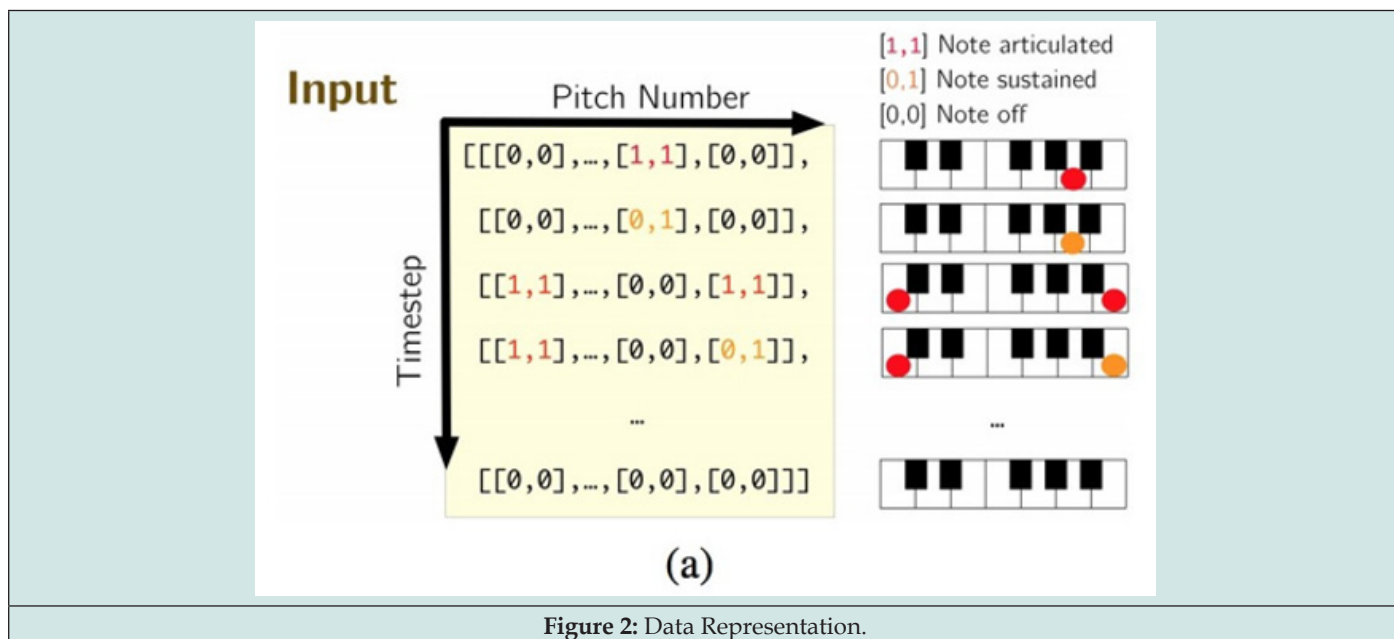 Input
Pitch Number
Timestep
[[[0,0],…,[1,1],[0,0]],
[[0,0],…,[0,1],[0,0]],
[[1,1],…,[0,0],[1,1]],
[[1,1],…,[0,0],[0,1]],
…
[[0,0],…,[0,0],[0,0]]]
[1,1] Note articulated
[0,1] Note sustained
[0,0] Note off
…
(a)
Figure 2: Data Representation.